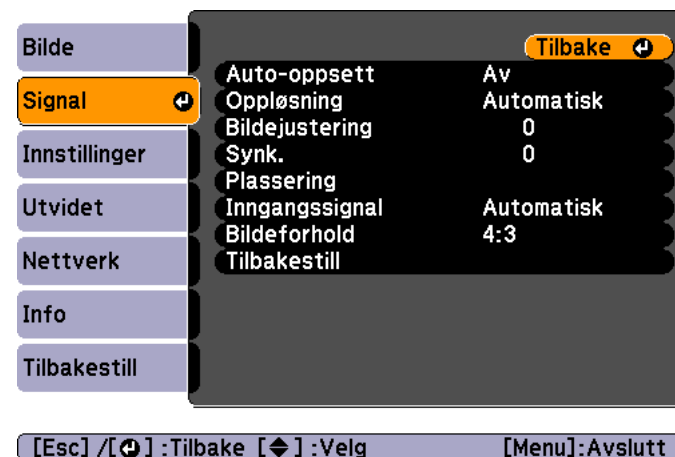 Bilde
Signal
Innstillinger
Utvidet
Nettverk
Info
Tilbakestill
Tilbake
Auto-oppsett Av
Oppløsning Automatisk
Bildejustering 0
Synk. 0
Plassering
Inngangssignal Automatisk
Bildeforhold 4:3
Tilbakestill
[Esc] /[ ] :Tilbake [ ] :Velg [Menu]:Avslutt